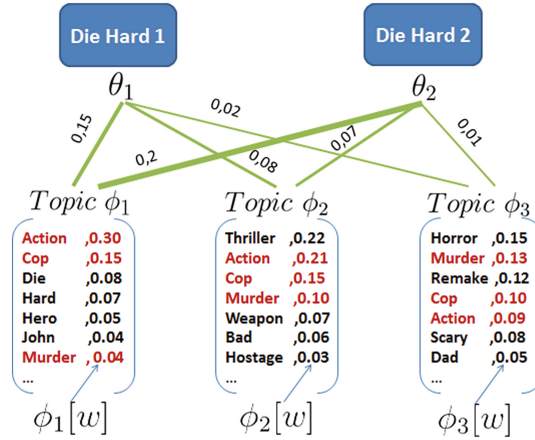 Die Hard 1
Die Hard 2
θ1
θ2
0,15
0,2
0,08
0,02
0,07
0,01
Topic ϕ1
Action ,0.30
Cop ,0.15
Die ,0.08
Hard ,0.07
Hero ,0.05
John ,0.04
Murder ,0.04
...
ϕ1[w]
Topic ϕ2
Thriller ,0.22
Action ,0.21
Cop ,0.15
Murder ,0.10
Weapon ,0.07
Bad ,0.06
Hostage ,0.03
...
ϕ2[w]
Topic ϕ3
Horror ,0.15
Murder ,0.13
Remake ,0.12
Cop ,0.10
Action ,0.09
Scary ,0.08
Dad ,0.05
...
ϕ3[w]